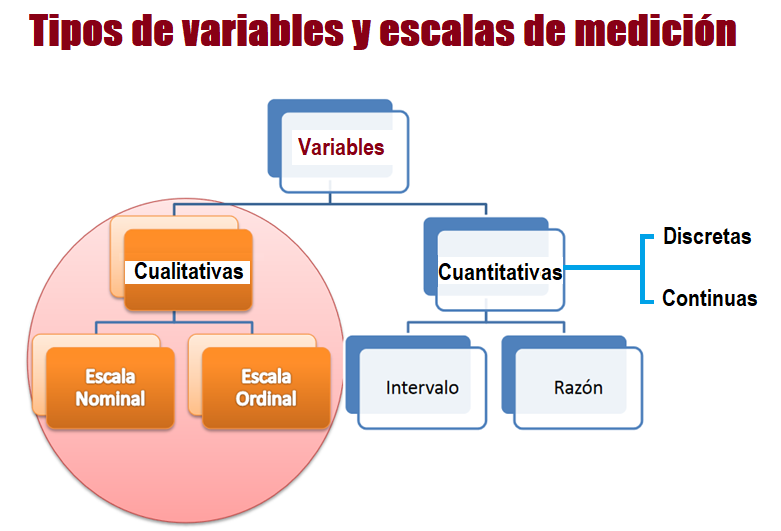 Tipos de variables y escalas de medición
Variables
Cualitativas
Cuantitativas
Discretas
Continuas
Escala
Nominal
Escala
Ordinal
Intervalo
Razón